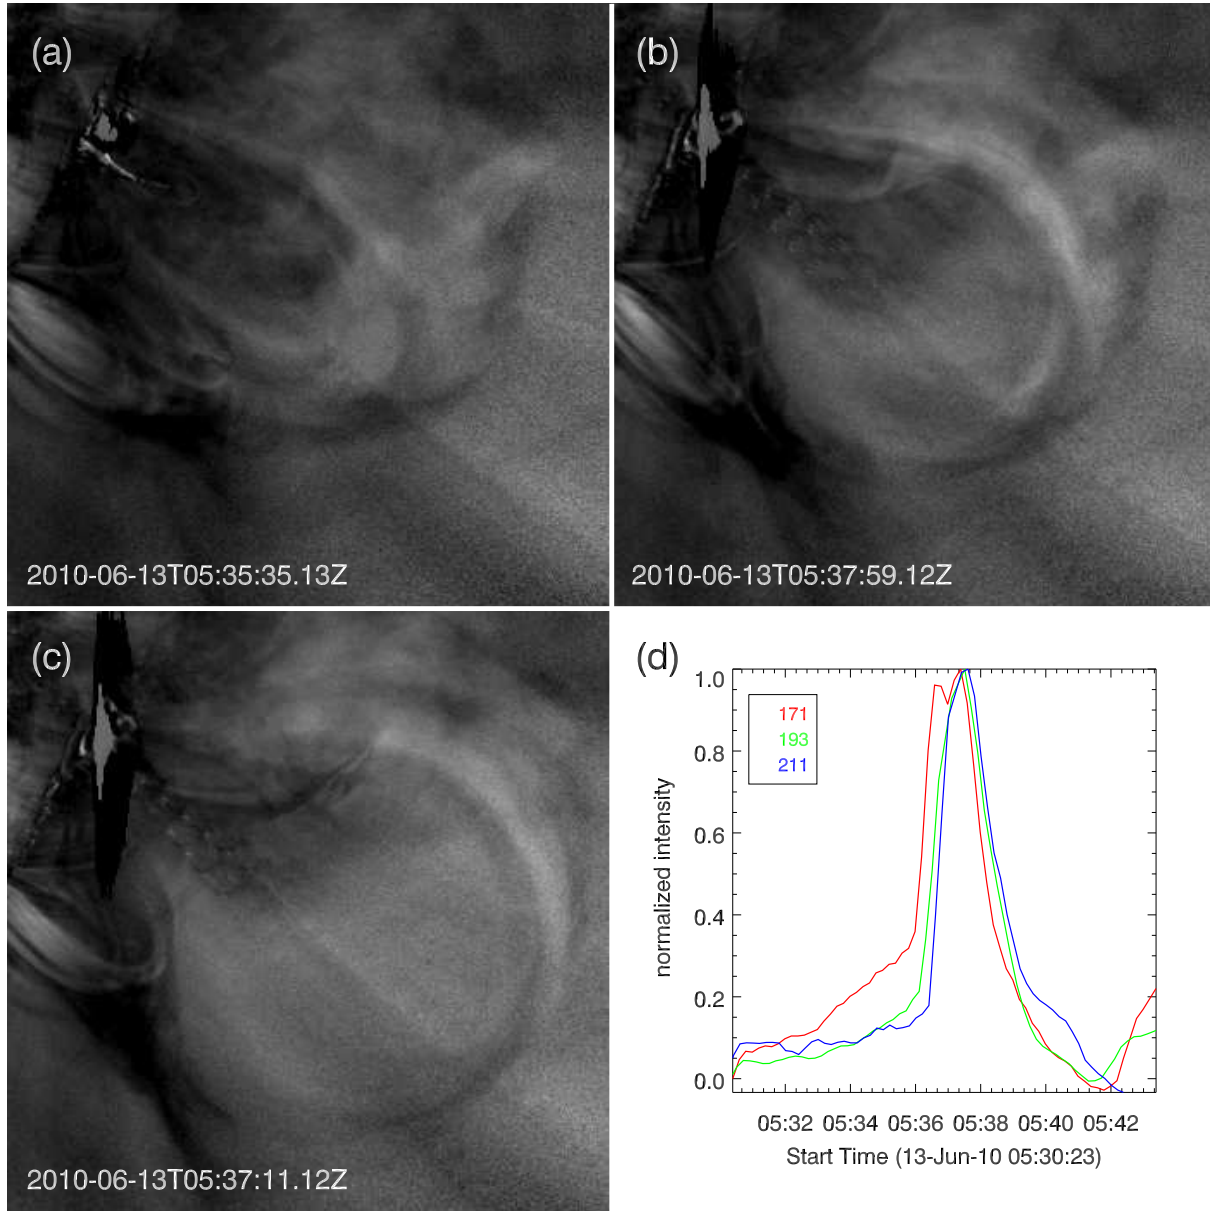 (a)
2010-06-13T05:35:35.13Z
(b)
2010-06-13T05:37:59.12Z
(c)
2010-06-13T05:37:11.12Z
(d)
171
193
211
1.0
0.8
0.6
0.4
0.2
0.0
normalized intensity
05:32 05:34 05:36 05:38 05:40 05:42
Start Time (13-Jun-10 05:30:23)